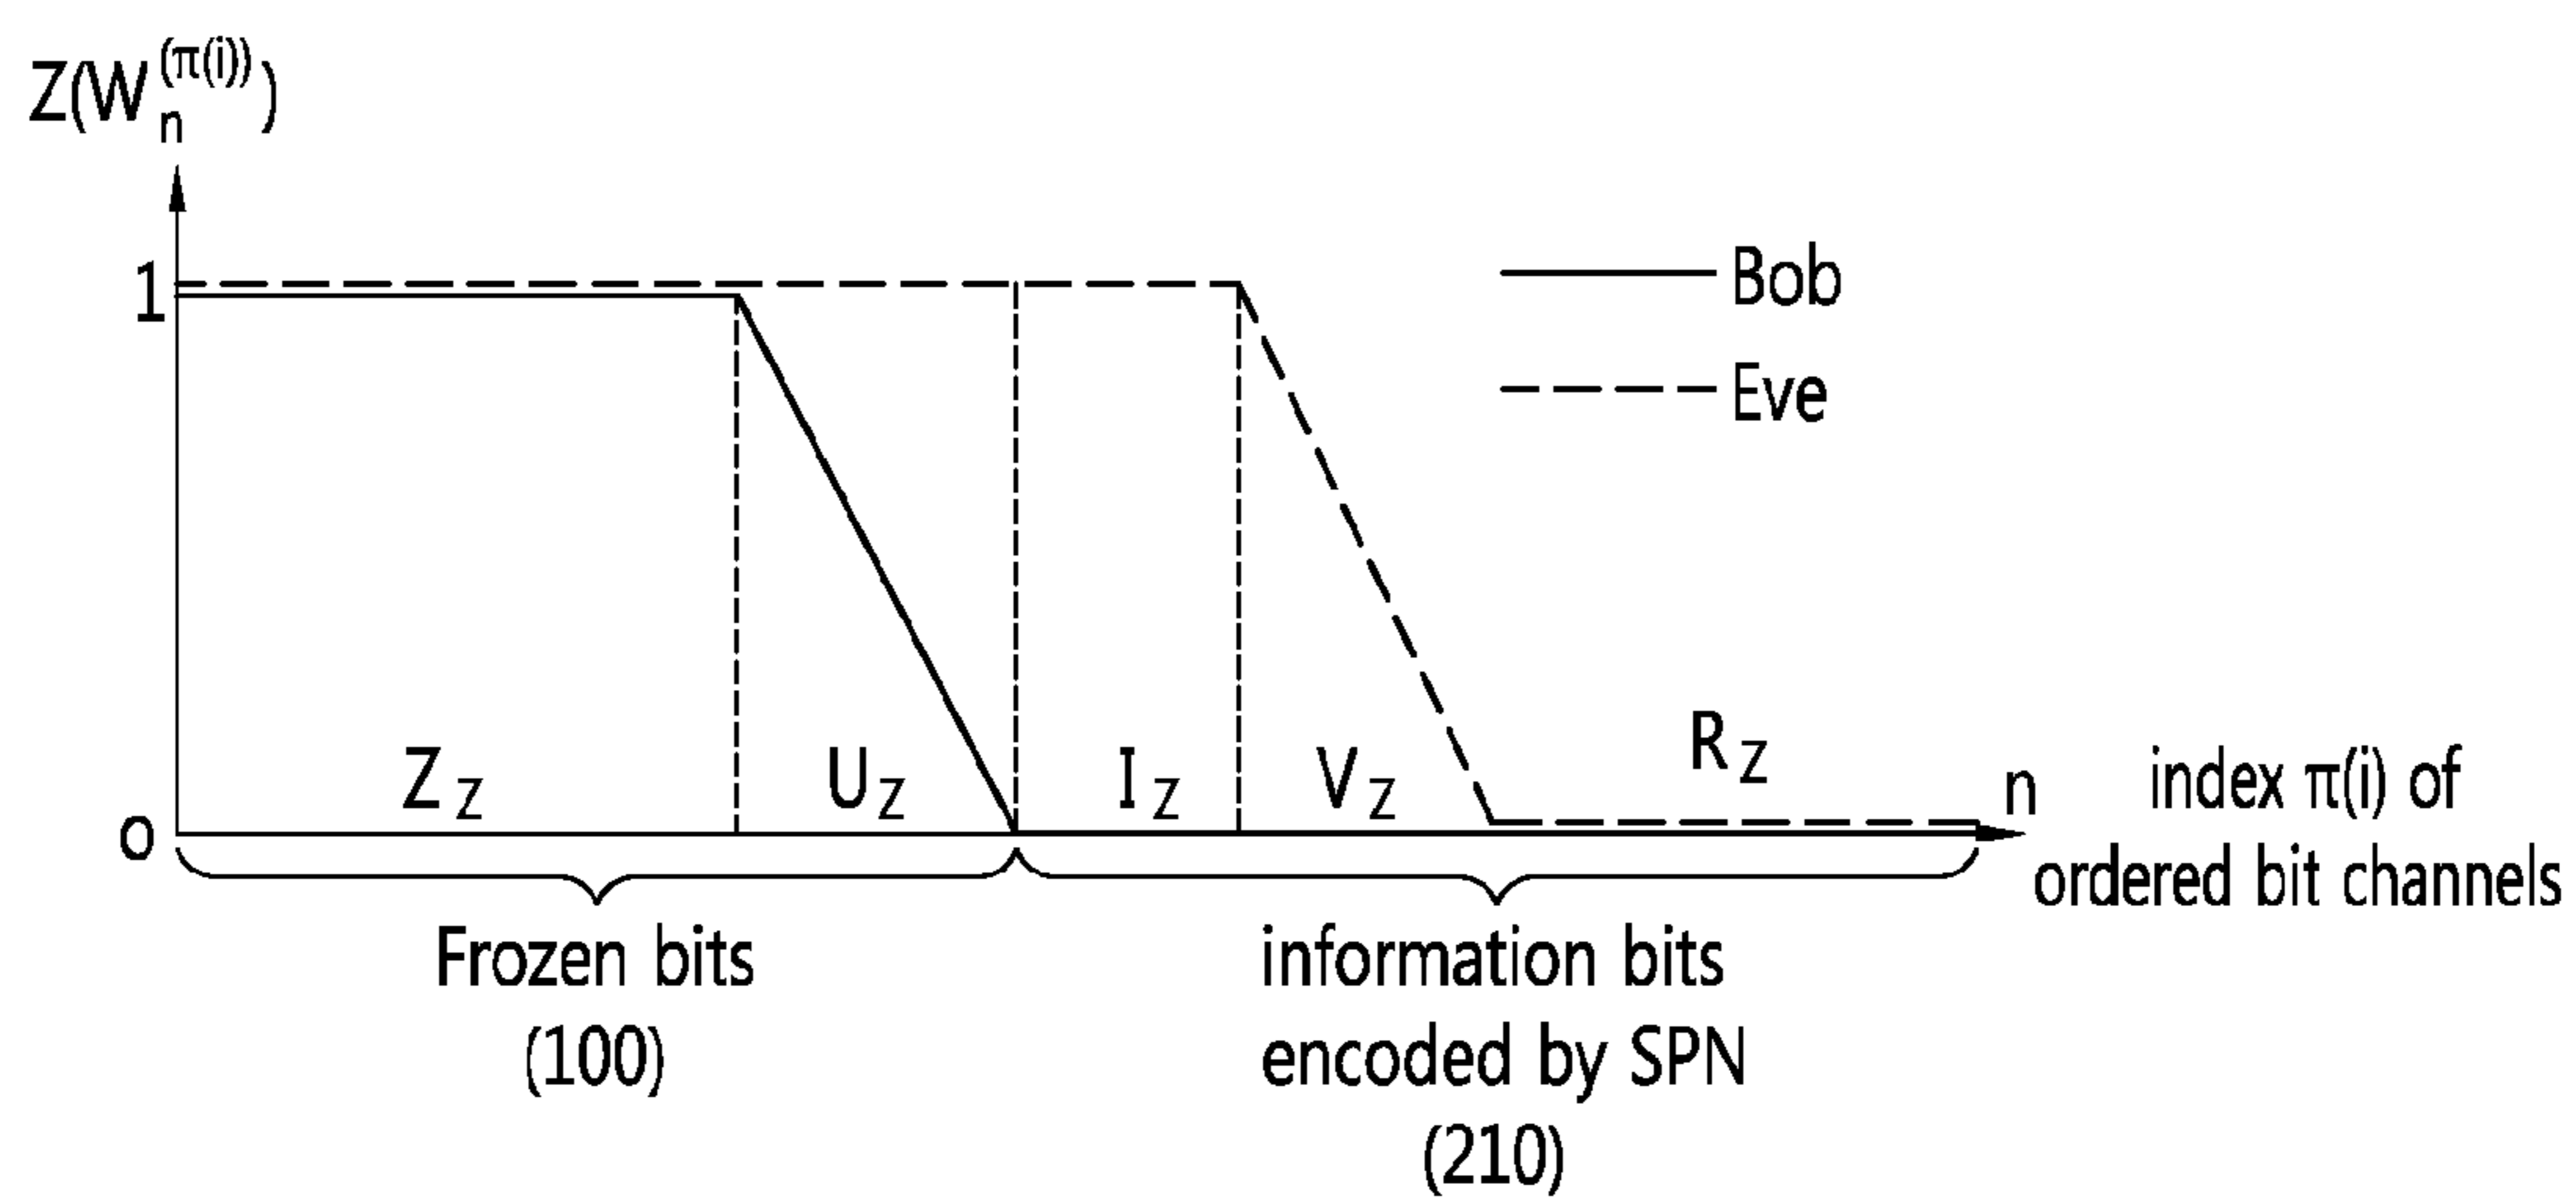 Z(W_n^(π(i)))
1
Bob
Eve
Z_Z
U_Z
I_Z
V_Z
R_Z
o
n
index π(i) of
ordered bit channels
Frozen bits
(100)
information bits
encoded by SPN
(210)